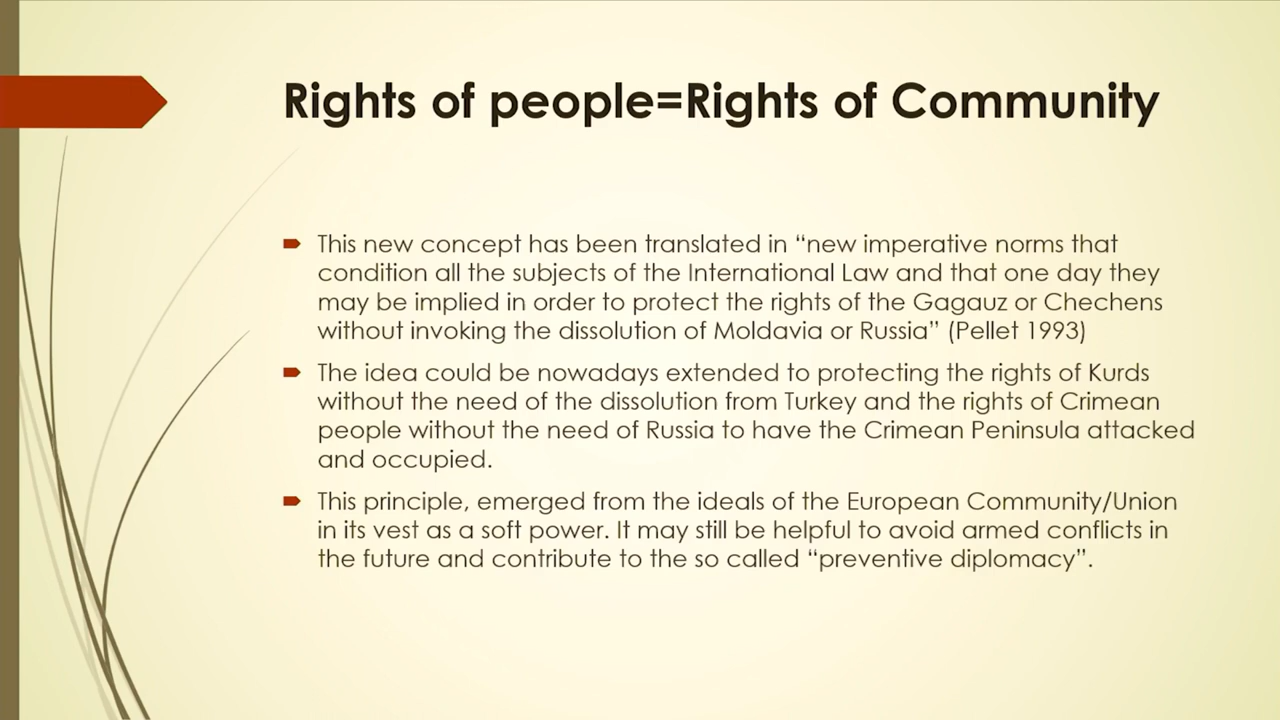 Rights of people=Rights of Community
This new concept has been translated in “new imperative norms that
condition all the subjects of the International Law and that one day they
may be implied in order to protect the rights of the Gagauz or Chechens
without invoking the dissolution of Moldavia or Russia” (Pellet 1993)
The idea could be nowadays extended to protecting the rights of Kurds
without the need of the dissolution from Turkey and the rights of Crimean
people without the need of Russia to have the Crimean Peninsula attacked
and occupied.
This principle, emerged from the ideals of the European Community/Union
in its vest as a soft power. It may still be helpful to avoid armed conflicts in
the future and contribute to the so called “preventive diplomacy”.